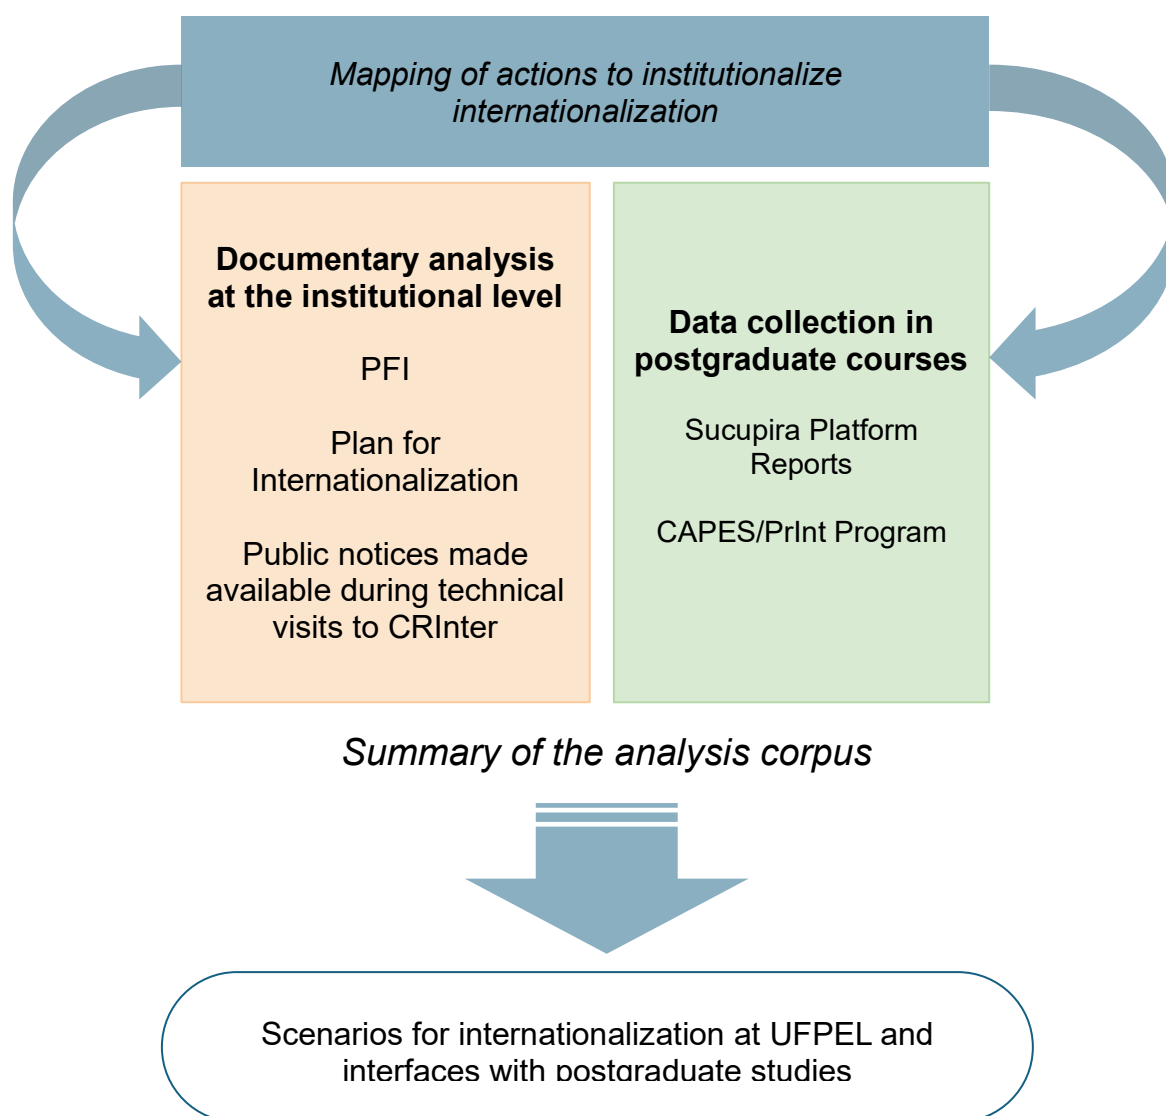 Mapping of actions to institutionalize
internationalization
Documentary analysis
at the institutional level
PFI
Plan for
Internationalization
Public notices made
available during technical
visits to CRInter
Data collection in
postgraduate courses
Sucupira Platform
Reports
CAPES/PrInt Program
Summary of the analysis corpus
Scenarios for internationalization at UFPEL and
interfaces with postgraduate studies